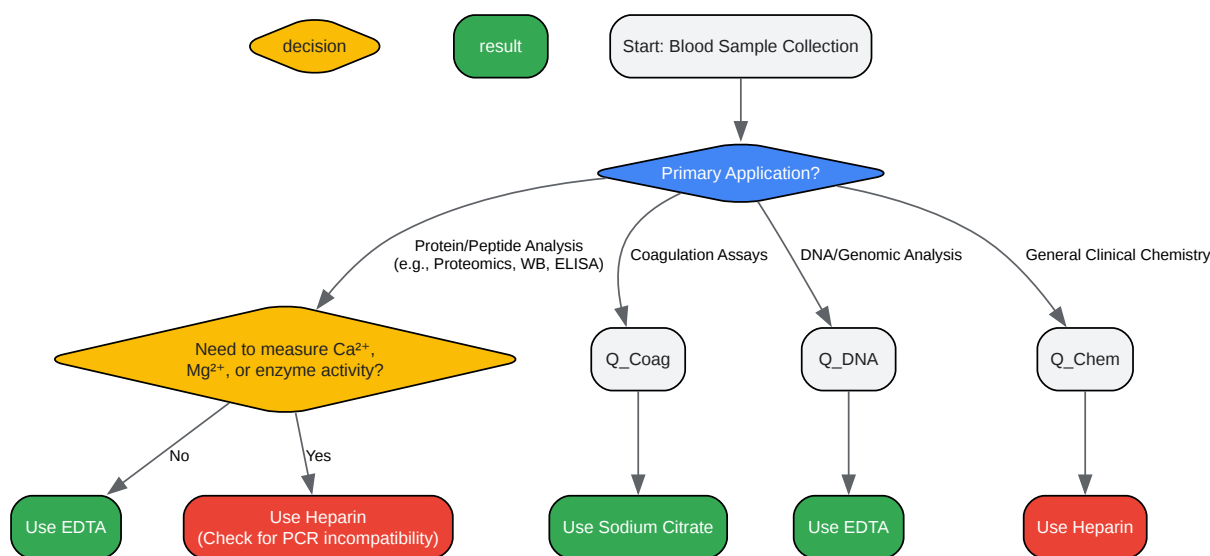 decision
result
Start: Blood Sample Collection
Primary Application?
Protein/Peptide Analysis
(e.g., Proteomics, WB, ELISA)
Coagulation Assays
DNA/Genomic Analysis
General Clinical Chemistry
Need to measure Ca²⁺,
Mg²⁺, or enzyme activity?
Q_Coag
Q_DNA
Q_Chem
No
Yes
Use EDTA
Use Heparin
(Check for PCR incompatibility)
Use Sodium Citrate
Use EDTA
Use Heparin